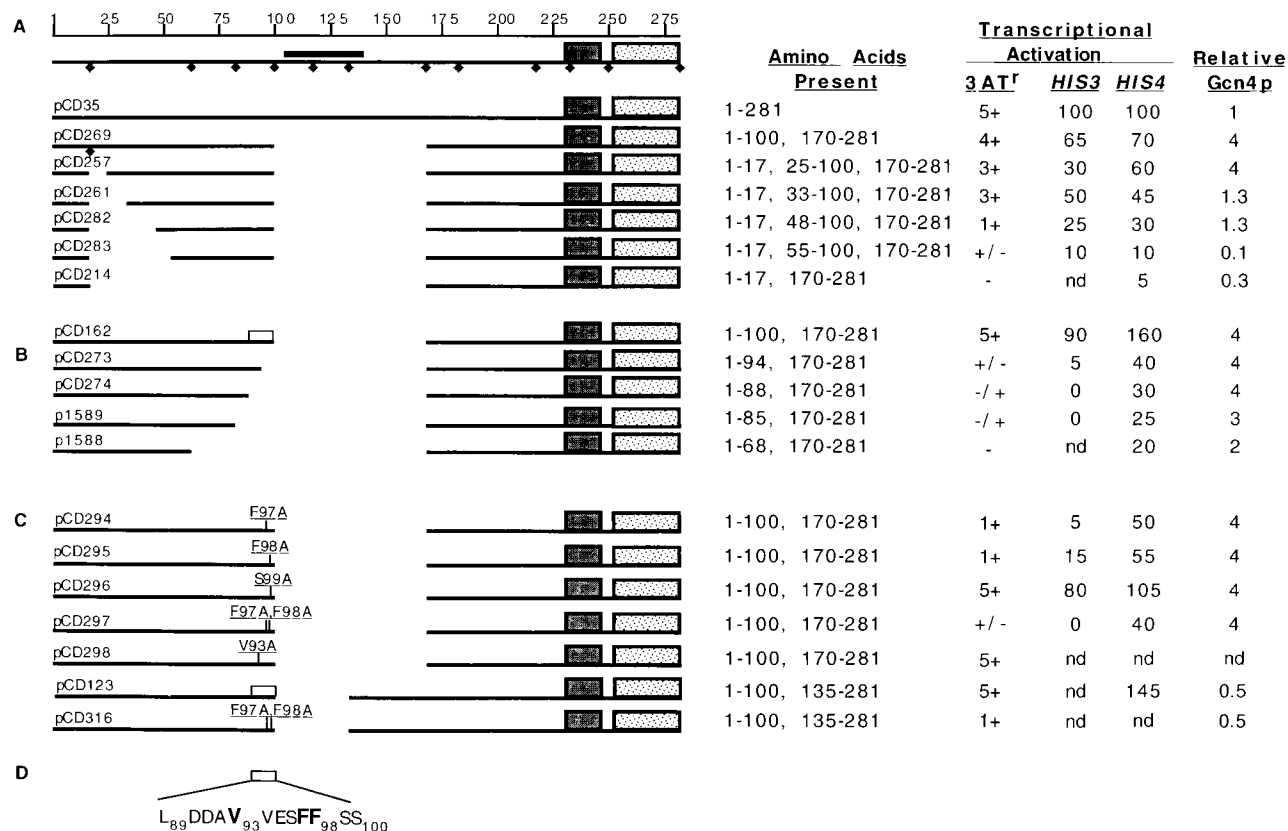 A
1 25 50 75 100 125 150 175 200 225 250 275
Transcriptional
Amino Acids Activation Relative
Present 3 ATr HIS3 HIS4 Gcn4p
pCD35 1-281 5+ 100 100 1
pCD269 1-100, 170-281 4+ 65 70 4
pCD257 1-17, 25-100, 170-281 3+ 30 60 4
pCD261 1-17, 33-100, 170-281 3+ 50 45 1.3
pCD282 1-17, 48-100, 170-281 1+ 25 30 1.3
pCD283 1-17, 55-100, 170-281 +/- 10 10 0.1
pCD214 1-17, 170-281 - nd 5 0.3
B
pCD162 1-100, 170-281 5+ 90 160 4
pCD273 1-94, 170-281 +/- 5 40 4
pCD274 1-88, 170-281 -/+ 0 30 4
p1589 1-85, 170-281 -/+ 0 25 3
p1588 1-68, 170-281 - nd 20 2
C
pCD294 F97A 1-100, 170-281 1+ 5 50 4
pCD295 F98A 1-100, 170-281 1+ 15 55 4
pCD296 S99A 1-100, 170-281 5+ 80 105 4
pCD297 F97A,F98A 1-100, 170-281 +/- 0 40 4
pCD298 V93A 1-100, 170-281 5+ nd nd nd
pCD123 1-100, 135-281 5+ nd 145 0.5
pCD316 F97A,F98A 1-100, 135-281 1+ nd nd 0.5
D
L89DDAV93VESFF98SS100